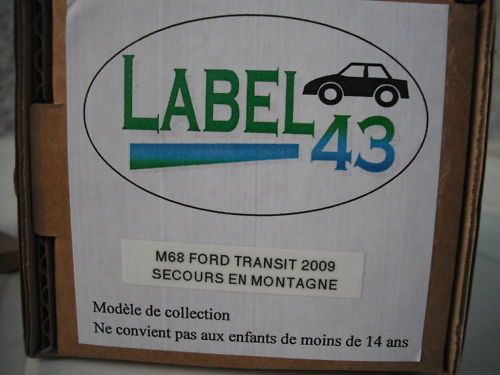 LABEL
43
M68 FORD TRANSIT 2009
SECOURS EN MONTAGNE
Modèle de collection
Ne convient pas aux enfants de moins de 14 ans